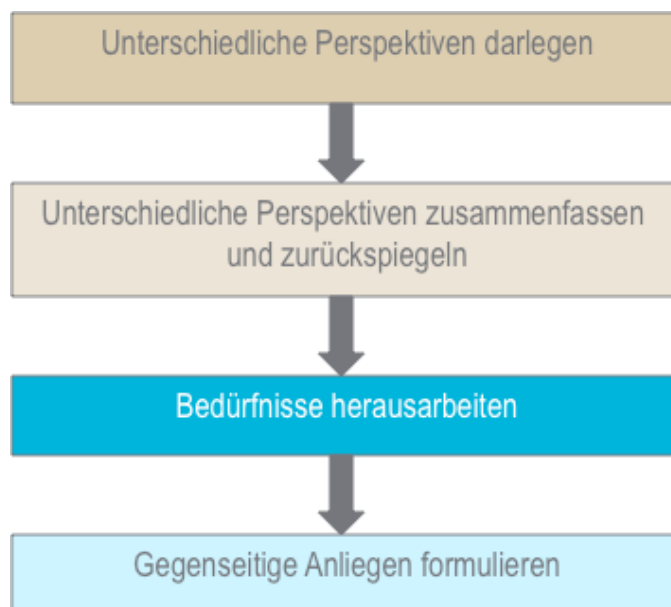 Unterschiedliche Perspektiven darlegen
Unterschiedliche Perspektiven zusammenfassen
und zurückspiegeln
Bedürfnisse herausarbeiten
Gegenseitige Anliegen formulieren